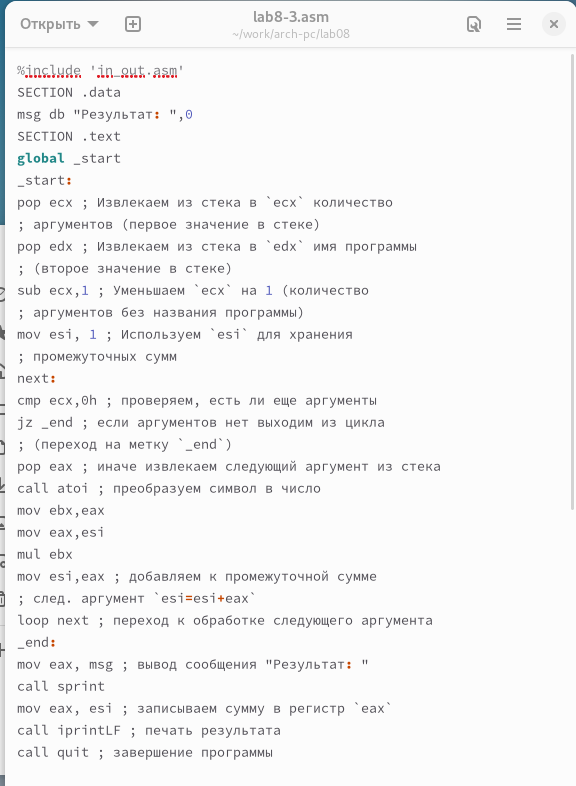 Открыть
lab8-3.asm
~/work/arch-pc/lab08
%include 'in_out.asm'
SECTION .data
msg db "Результат: ",0
SECTION .text
global _start
_start:
pop ecx ; Извлекаем из стека в `ecx` количество
; аргументов (первое значение в стеке)
pop edx ; Извлекаем из стека в `edx` имя программы
; (второе значение в стеке)
sub ecx,1 ; Уменьшаем `ecx` на 1 (количество
; аргументов без названия программы)
mov esi, 1 ; Используем `esi` для хранения
; промежуточных сумм
next:
cmp ecx,0h ; проверяем, есть ли еще аргументы
jz _end ; если аргументов нет выходим из цикла
; (переход на метку `_end`)
pop eax ; иначе извлекаем следующий аргумент из стека
call atoi ; преобразуем символ в число
mov ebx,eax
mov eax,esi
mul ebx
mov esi,eax ; добавляем к промежуточной сумме
; след. аргумент `esi=esi+eax`
loop next ; переход к обработке следующего аргумента
_end:
mov eax, msg ; вывод сообщения "Результат: "
call sprint
mov eax, esi ; записываем сумму в регистр `eax`
call iprintLF ; печать результата
call quit ; завершение программы